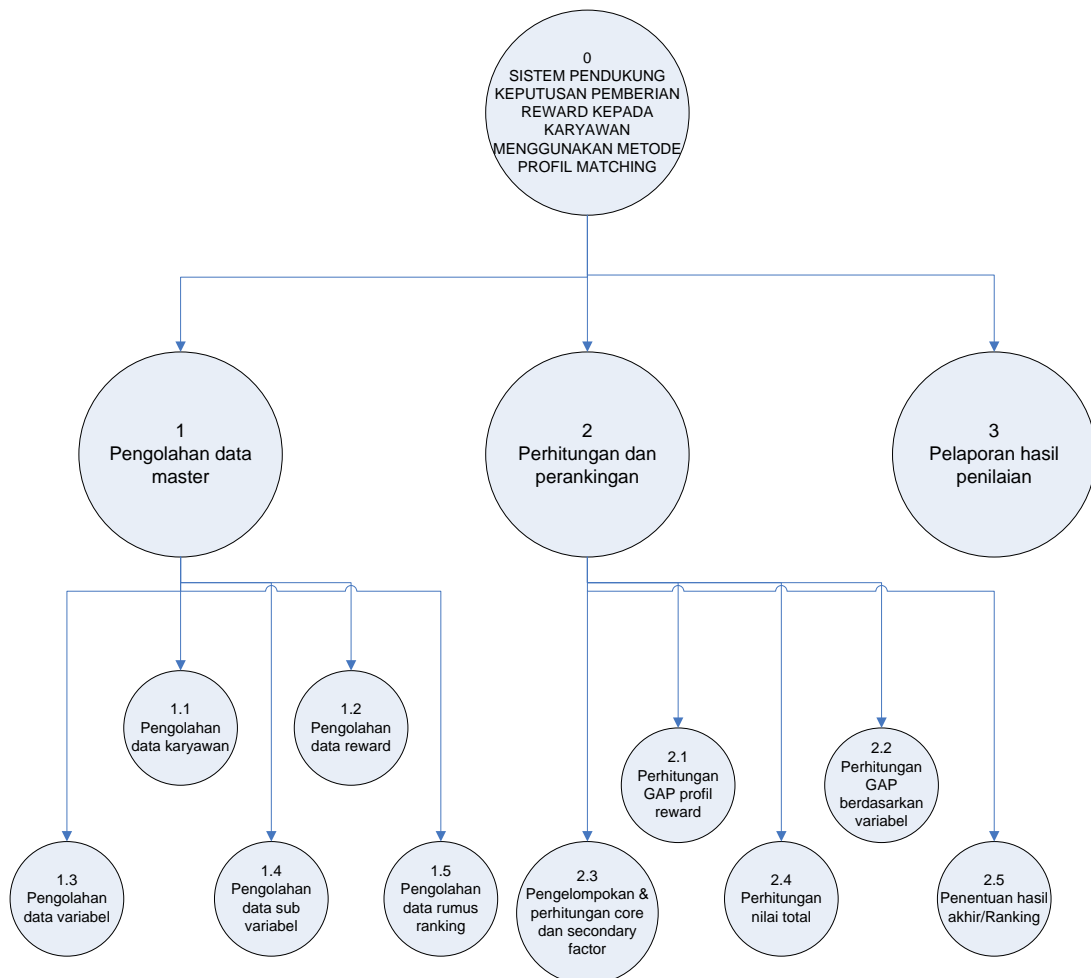 0
SISTEM PENDUKUNG
KEPUTUSAN PEMBERIAN
REWARD KEPADA
KARYAWAN
MENGGUNAKAN METODE
PROFIL MATCHING
1
Pengolahan data
master
2
Perhitungan dan
perankingan
3
Pelaporan hasil
penilaian
1.1
Pengolahan
data karyawan
1.2
Pengolahan
data reward
2.1
Perhitungan
GAP profil
reward
2.2
Perhitungan
GAP
berdasarkan
variabel
1.3
Pengolahan
data variabel
1.4
Pengolahan
data sub
variabel
1.5
Pengolahan
data rumus
ranking
2.3
Pengelompokan &
perhitungan core
dan secondary
factor
2.4
Perhitungan
nilai total
2.5
Penentuan hasil
akhir/Ranking